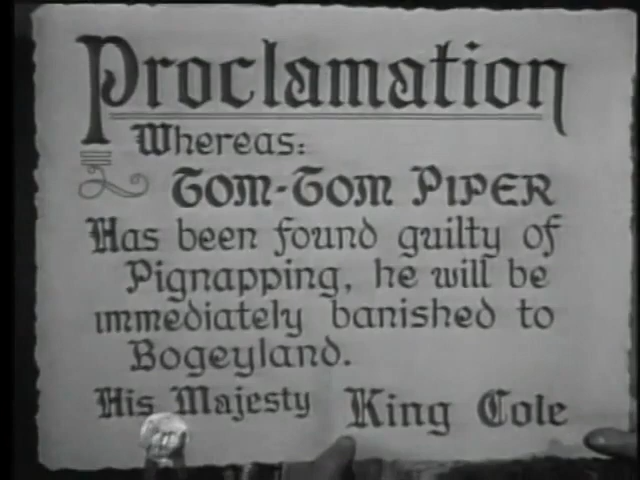 Proclamation
Whereas:
Tom-Tom Piper
Has been found guilty of
Pignapping, he will be
immediately banished to
Bogeyland.
His Majesty King Cole